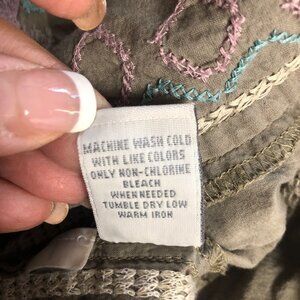 MACHINE WASH COLD
WITH LIKE COLORS
ONLY NON-CHLORINE
BLEACH
WHEN NEEDED
TUMBLE DRY LOW
WARM IRON